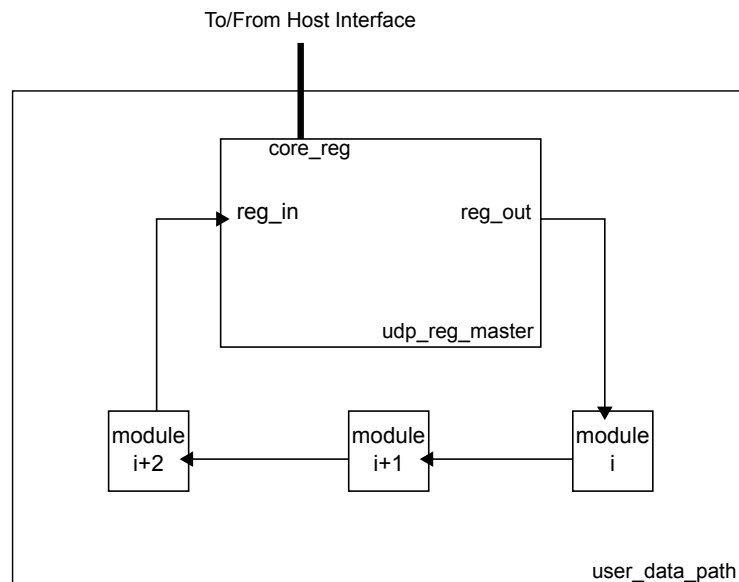 To/From Host Interface
core_reg
reg_in
reg_out
udp_reg_master
module
i+2
module
i+1
module
i
user_data_path